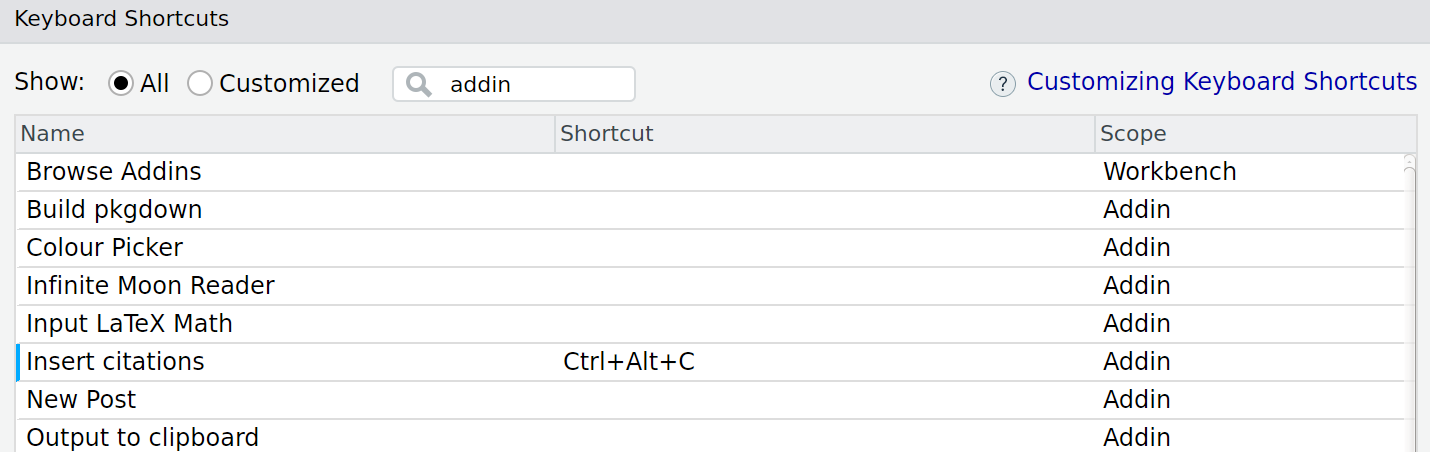 Keyboard Shortcuts
Show: All Customized addin ? Customizing Keyboard Shortcuts
Name Shortcut Scope
Browse Addins Workbench
Build pkgdown Addin
Colour Picker Addin
Infinite Moon Reader Addin
Input LaTeX Math Addin
Insert citations Ctrl+Alt+C Addin
New Post Addin
Output to clipboard Addin